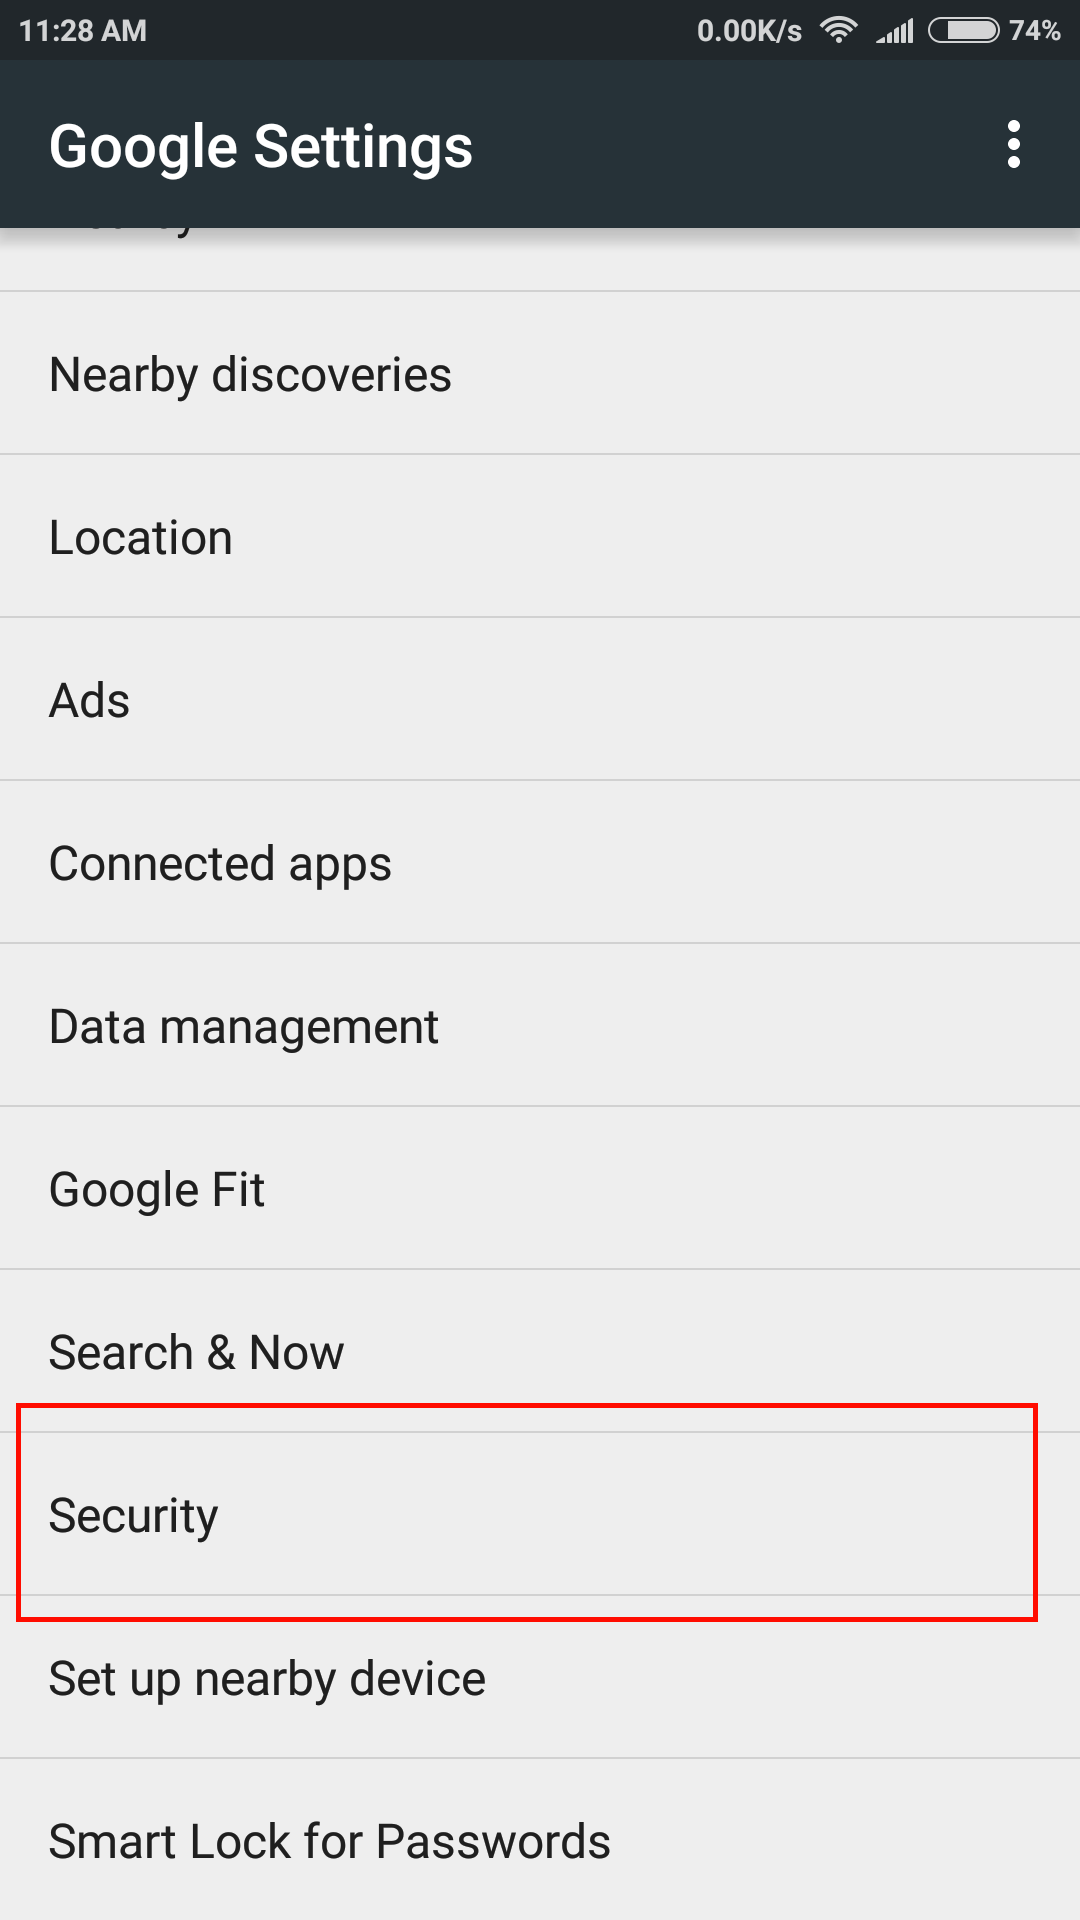 11:28 AM 0.00K/s 74%
Google Settings
Nearby discoveries
Location
Ads
Connected apps
Data management
Google Fit
Search & Now
Security
Set up nearby device
Smart Lock for Passwords